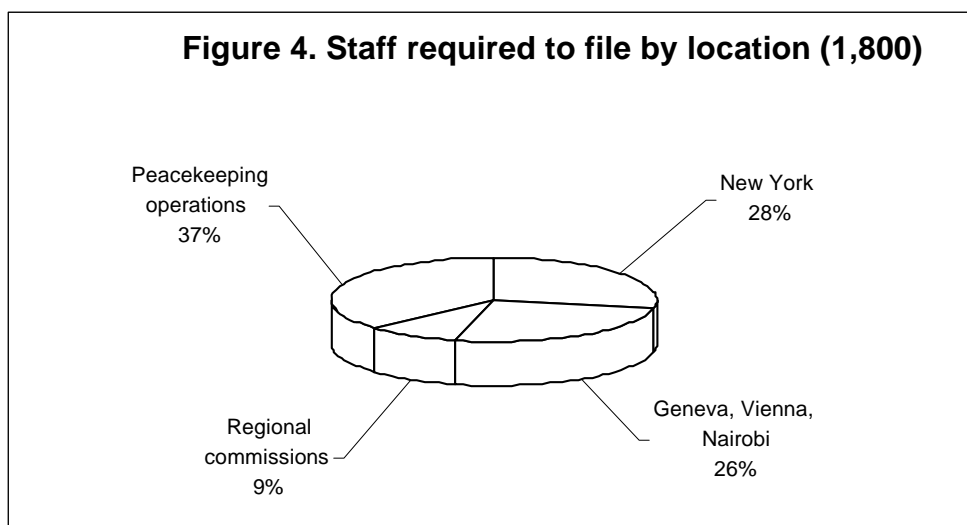 Figure 4. Staff required to file by location (1,800)
Peacekeeping
operations
37%
New York
28%
Regional
commissions
9%
Geneva, Vienna,
Nairobi
26%